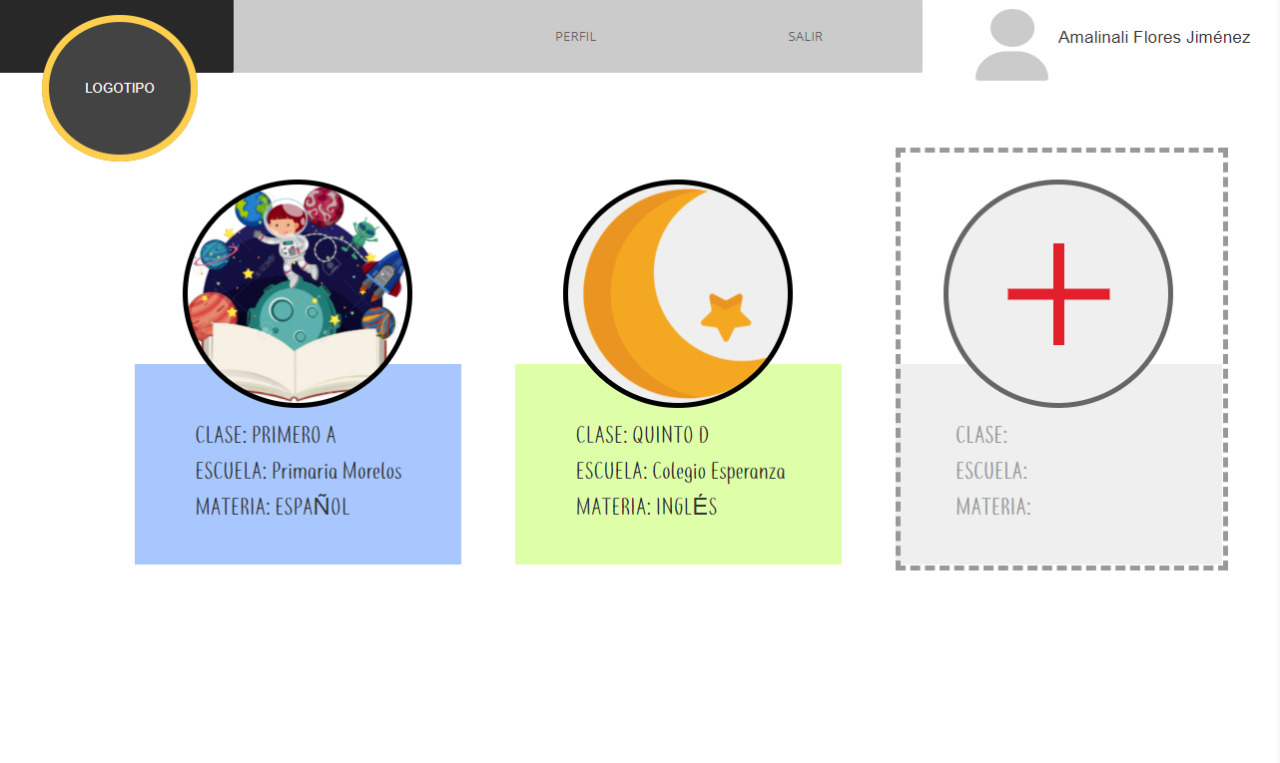 PERFIL
SALIR
Amalinali Flores Jiménez
LOGOTIPO
CLASE: PRIMERO A
ESCUELA: Primaria Morelos
MATERIA: ESPAÑOL
CLASE: QUINTO D
ESCUELA: Colegio Esperanza
MATERIA: INGLÉS
CLASE:
ESCUELA:
MATERIA: